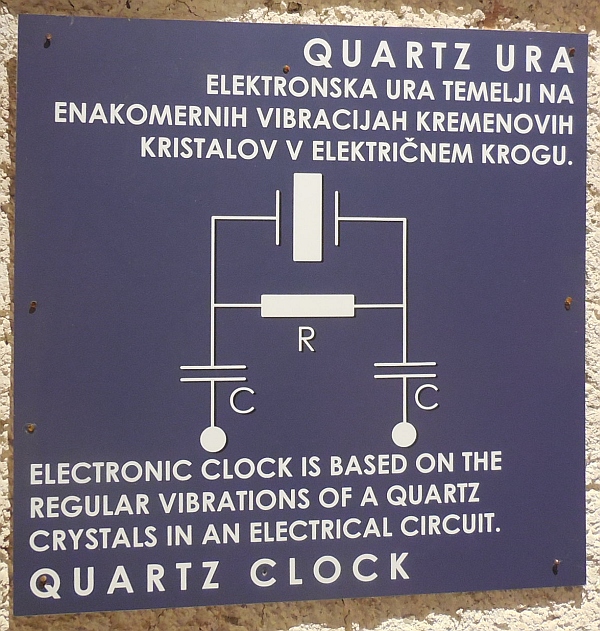 QUARTZ URA
ELEKTRONSKA URA TEMELJI NA
ENAKOMERNIH VIBRACIJAH KREMENOVIH
KRISTALOV V ELEKTRIČNEM KROGU.
R
C
C
ELECTRONIC CLOCK IS BASED ON THE
REGULAR VIBRATIONS OF A QUARTZ
CRYSTALS IN AN ELECTRICAL CIRCUIT.
QUARTZ CLOCK